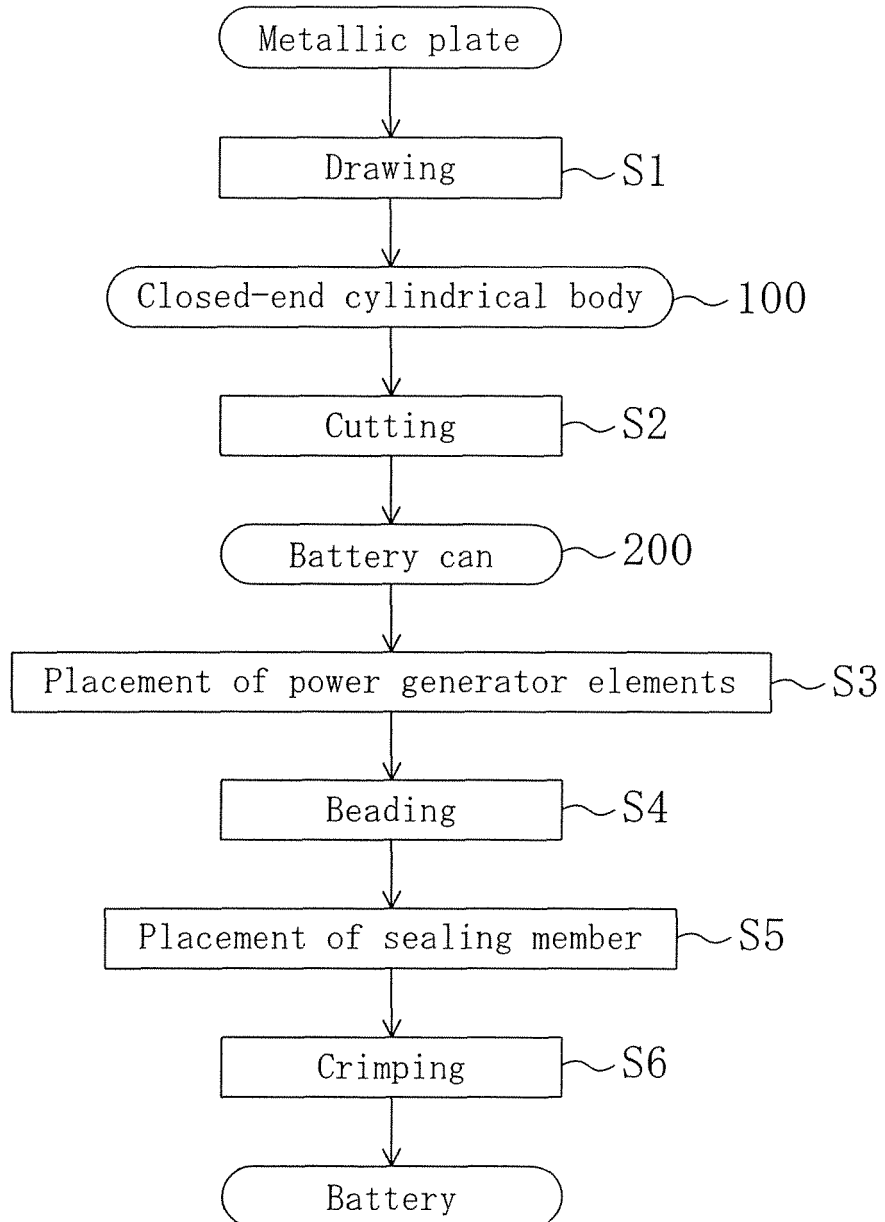 Metallic plate
Drawing S1
Closed-end cylindrical body 100
Cutting S2
Battery can 200
Placement of power generator elements S3
Beading S4
Placement of sealing member S5
Crimping S6
Battery